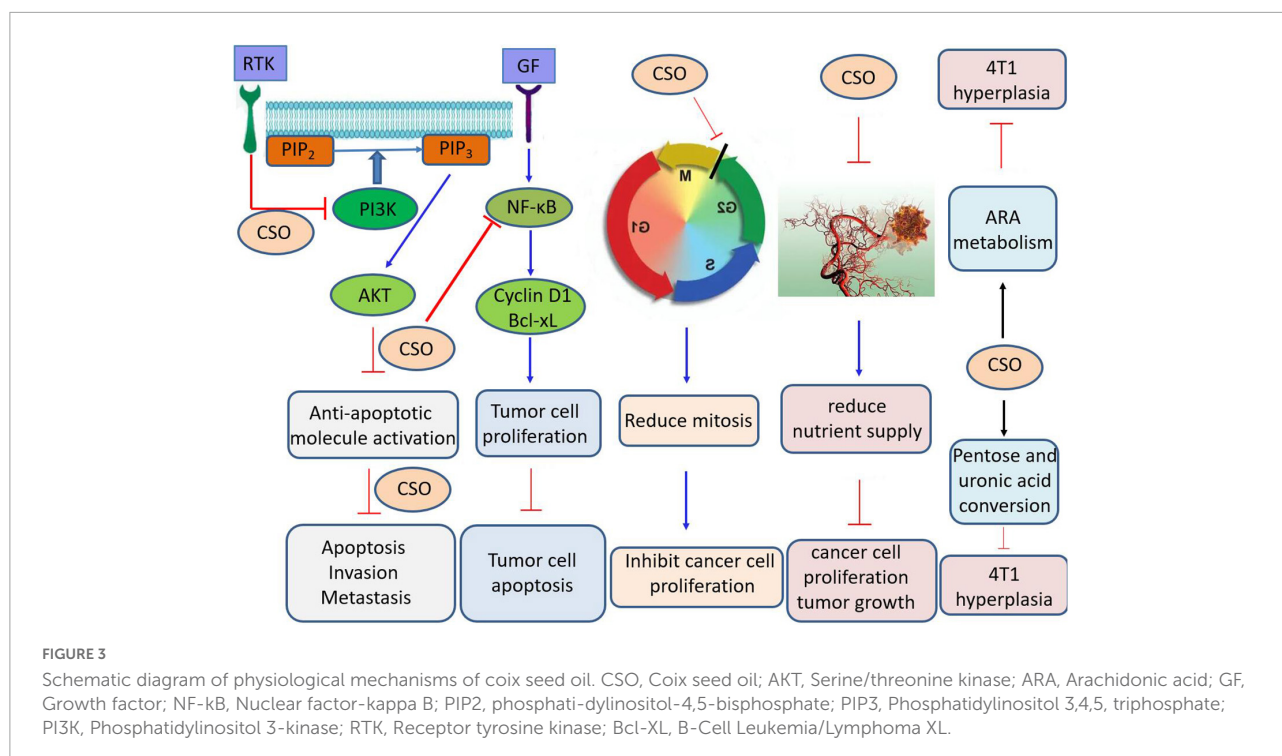 RTK
GF
CSO
CSO
4T1
hyperplasia
PIP2
PIP3
M
G2
G1
S
PI3K
NF-κB
ARA
metabolism
CSO
AKT
Cyclin D1
Bcl-xL
CSO
CSO
Anti-apoptotic
molecule activation
Tumor cell
proliferation
Reduce mitosis
reduce
nutrient supply
Pentose and
uronic acid
conversion
CSO
Apoptosis
Invasion
Metastasis
Tumor cell
apoptosis
Inhibit cancer cell
proliferation
cancer cell
proliferation
tumor growth
4T1
hyperplasia
FIGURE 3
Schematic diagram of physiological mechanisms of coix seed oil. CSO, Coix seed oil; AKT, Serine/threonine kinase; ARA, Arachidonic acid; GF,
Growth factor; NF-kB, Nuclear factor-kappa B; PIP2, phosphati-dylinositol-4,5-bisphosphate; PIP3, Phosphatidylinositol 3,4,5, triphosphate;
PI3K, Phosphatidylinositol 3-kinase; RTK, Receptor tyrosine kinase; Bcl-XL, B-Cell Leukemia/Lymphoma XL.